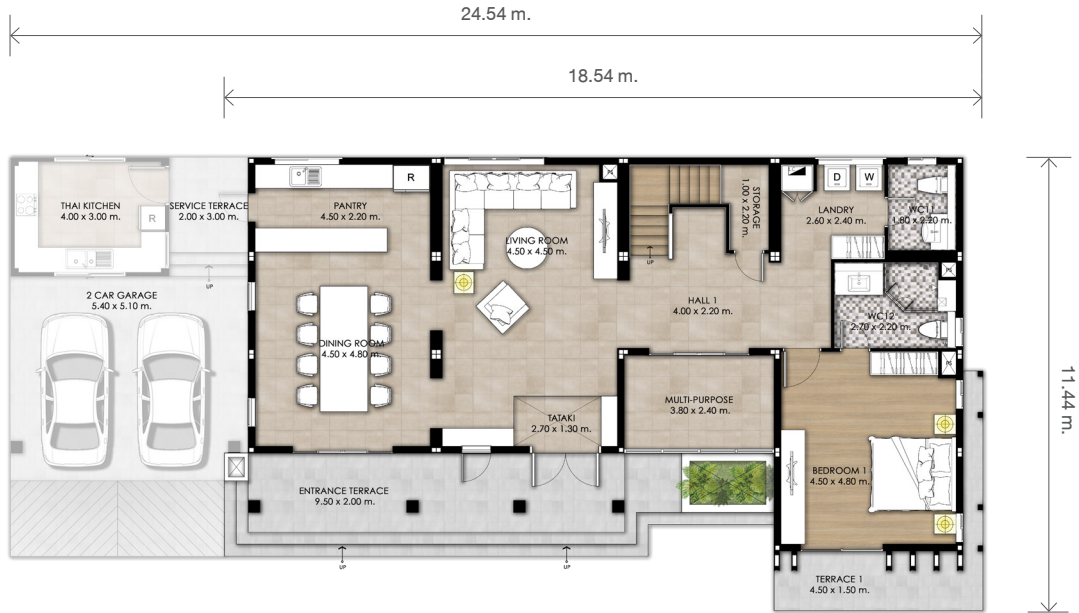 24.54 m.
18.54 m.
THAI KITCHEN
4.00 x 3.00 m.
R
SERVICE TERRACE
2.00 x 3.00 m.
UP
PANTRY
4.50 x 2.20 m.
R
LIVING ROOM
4.50 x 4.50 m.
UP
STORAGE
1.00 x 2.20 m.
D
W
LANDRY
2.60 x 2.40 m.
WC11
1.80 x 2.20 m.
2 CAR GARAGE
5.40 x 5.10 m.
HALL 1
4.00 x 2.20 m.
WC12
2.70 x 2.20 m.
DINING ROOM
4.50 x 4.80 m.
11.44 m.
MULTI-PURPOSE
3.80 x 2.40 m.
TATAKI
2.70 x 1.30 m.
BEDROOM 1
4.50 x 4.80 m.
ENTRANCE TERRACE
9.50 x 2.00 m.
UP
UP
TERRACE 1
4.50 x 1.50 m.